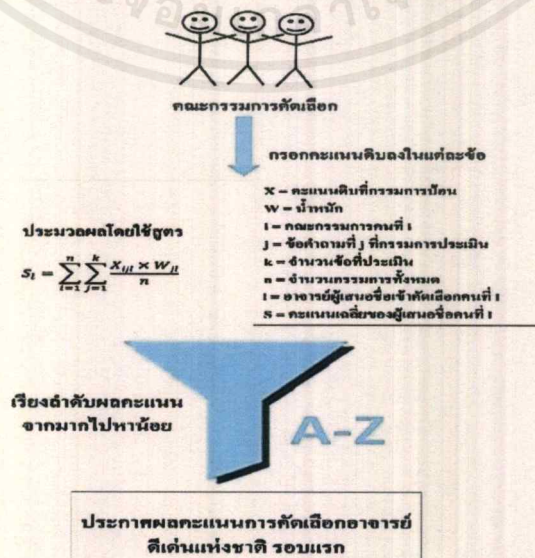 คณะกรรมการคัดเลือก
กรอกคะแนนดิบลงในแต่ละข้อ
X – คะแนนดิบที่กรรมการป้อน
W – น้ำหนัก
i – คณะกรรมการคนที่ i
j – ข้อคำถามที่ j ที่กรรมการประเมิน
k – จำนวนข้อที่ประเมิน
n – จำนวนกรรมการทั้งหมด
l – อาจารย์ผู้เสนอชื่อเข้าคัดเลือกคนที่ l
S – คะแนนเฉลี่ยของผู้เสนอชื่อคนที่ l
ประมวลผลโดยใช้สูตร
S_l = \sum_{i=1}^{n} \sum_{j=1}^{k} \frac{X_{ijl} \times W_{jl}}{n}
เรียงลำดับผลคะแนน
จากมากไปหาน้อย
A-Z
ประกาศผลคะแนนการคัดเลือกอาจารย์
ดีเด่นแห่งชาติ รอบแรก